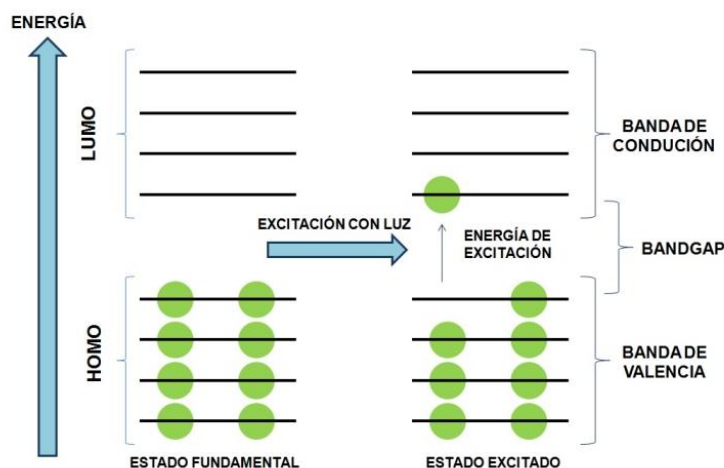 ENERGÍA
LUMO
BANDA DE
CONDUCIÓN
EXCITACIÓN CON LUZ
ENERGÍA DE
EXCITACIÓN
BANDGAP
HOMO
BANDA DE
VALENCIA
ESTADO FUNDAMENTAL
ESTADO EXCITADO